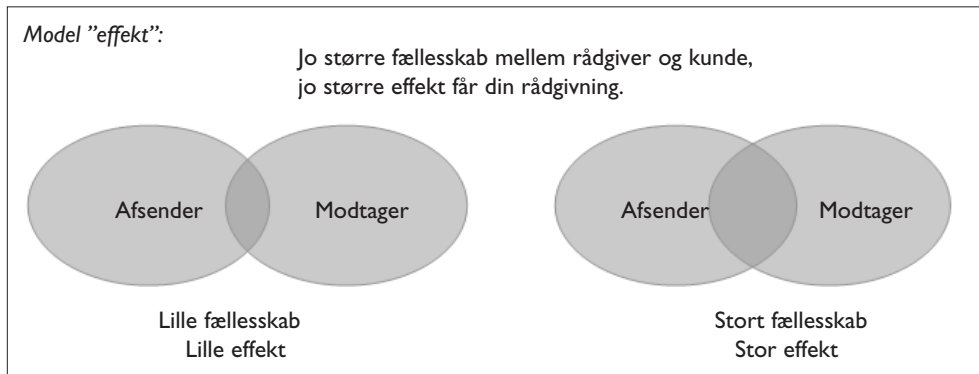 Model ”effekt”:
Jo større fællesskab mellem rådgiver og kunde,
jo større effekt får din rådgivning.
Afsender
Modtager
Afsender
Modtager
Lille fællesskab
Lille effekt
Stort fællesskab
Stor effekt